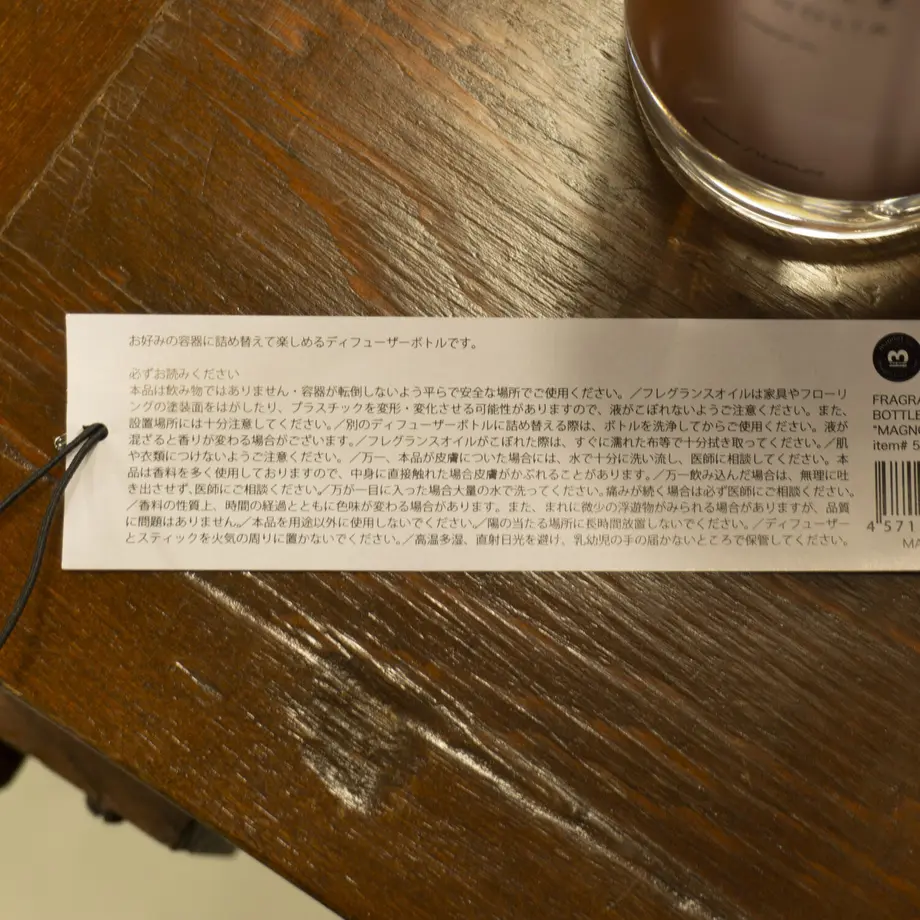 お好みの容器に詰め替えて楽しめるディフューザーボトルです。
必ずお読みください
本品は飲み物ではありません・容器が転倒しないよう平らで安全な場所でご使用ください。／フレグランスオイルは家具やフローリ
ングの塗装面をはがしたり、プラスチックを変形・変化させる可能性がありますので、液がこぼれないようご注意ください。また、
設置場所には十分注意してください。／別のディフューザーボトルに詰め替える際は、ボトルを洗浄してからご使用ください。液が
混ざると香りが変わる場合がございます。／フレグランスオイルがこぼれた際は、すぐに濡れた布等で十分拭き取ってください。／肌
や衣類につけないようご注意ください。／万一、本品が皮膚についた場合には、水で十分に洗い流し、医師に相談してください。本
品は香料を多く使用しておりますので、中身に直接触れた場合皮膚がかぶれることがあります。／万一飲み込んだ場合は、無理に吐
き出させず、医師にご相談ください／万が一目に入った場合大量の水で洗ってください。痛みが続く場合は必ず医師にご相談ください。
／香料の性質上、時間の経過とともに色味が変わる場合があります。また、まれに微少の浮遊物がみられる場合がありますが、品質
に問題はありません。／本品を用途以外に使用しないでください。／陽の当たる場所に長時間放置しないでください。／ディフューザー
とスティックを火気の周りに置かないでください。／高温多湿、直射日光を避け、乳幼児の手の届かないところで保管してください。
FRAGRA
BOTTLE
"MAGNO
item# 5
4 571
MA